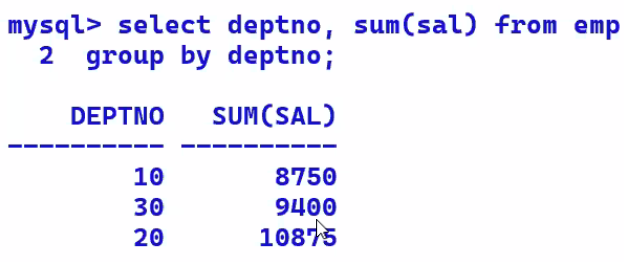 mysql> select deptno, sum(sal) from emp
2 group by deptno;
DEPTNO SUM(SAL)
---------- ----------
10 8750
30 9400
20 10875